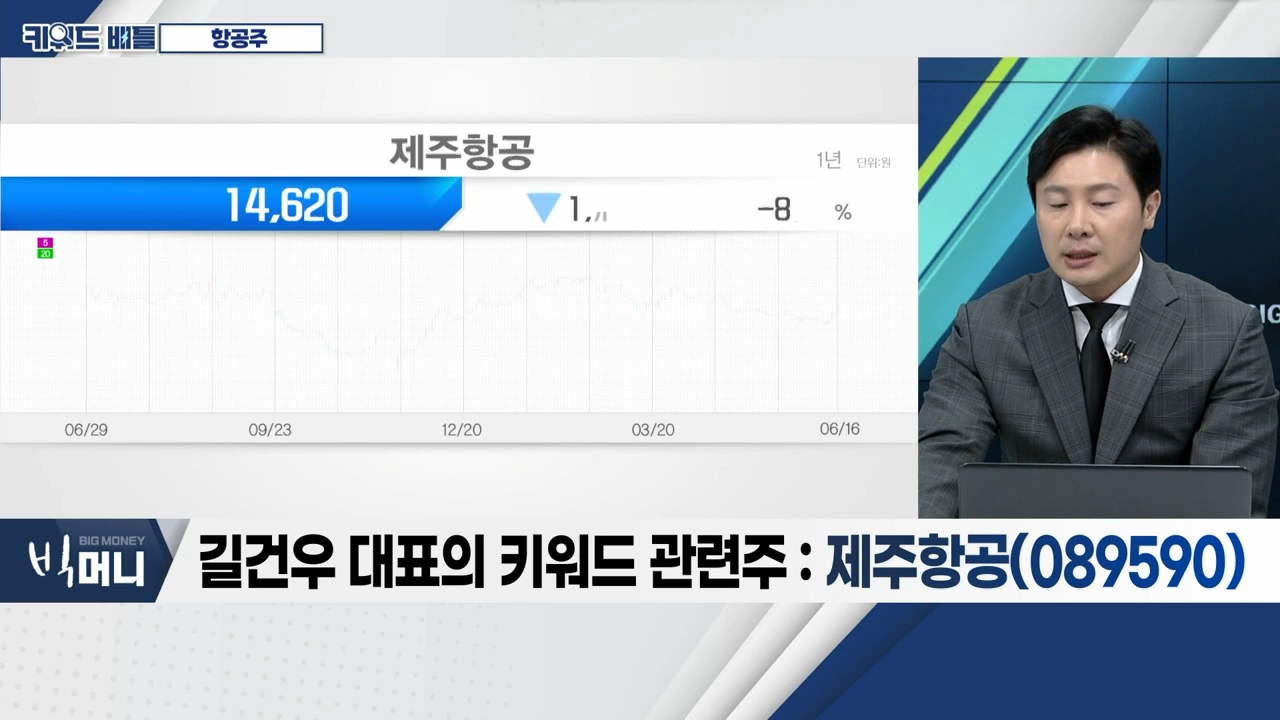 키워드 배틀 항공주
제주항공
1년 단위:원
14,620 ▼1, -8 %
5
20
06/29 09/23 12/20 03/20 06/16
BIG MONEY
빅머니
길건우 대표의 키워드 관련주 : 제주항공(089590)